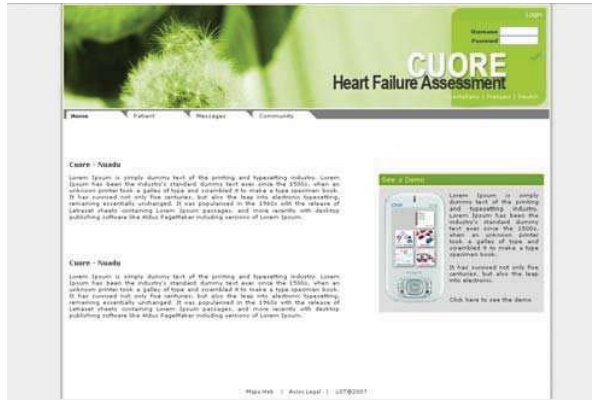 Login
Username
Password
CUORE
Heart Failure Assessment
Home Patient Messages Community
Cuore - Nuadu
Lorem Ipsum is simply dummy text of the printing and typesetting industry. Lorem
Ipsum has been the industry's standard dummy text ever since the 1500s, when an
unknown printer took a galley of type and scrambled it to make a type specimen book.
It has survived not only five centuries, but also the leap into electronic typesetting,
remaining essentially unchanged. It was popularised in the 1960s with the release of
Letraset sheets containing Lorem Ipsum passages, and more recently with desktop
publishing software like Aldus PageMaker including versions of Lorem Ipsum.
Cuore - Nuadu
Lorem Ipsum is simply dummy text of the printing and typesetting industry. Lorem
Ipsum has been the industry's standard dummy text ever since the 1500s, when an
unknown printer took a galley of type and scrambled it to make a type specimen book.
It has survived not only five centuries, but also the leap into electronic typesetting,
remaining essentially unchanged. It was popularised in the 1960s with the release of
Letraset sheets containing Lorem Ipsum passages, and more recently with desktop
publishing software like Aldus PageMaker including versions of Lorem Ipsum.
See a Demo
Lorem Ipsum is simply
dummy text of the printing
and typesetting industry.
Lorem Ipsum has been the
industry's standard dummy
text ever since the 1500s,
when an unknown printer
took a galley of type and
scrambled it to make a type
specimen book.
It has survived not only five
centuries, but also the leap
into electronic.
Click here to see the demo
Mapa Web | Aviso Legal | LST@2007